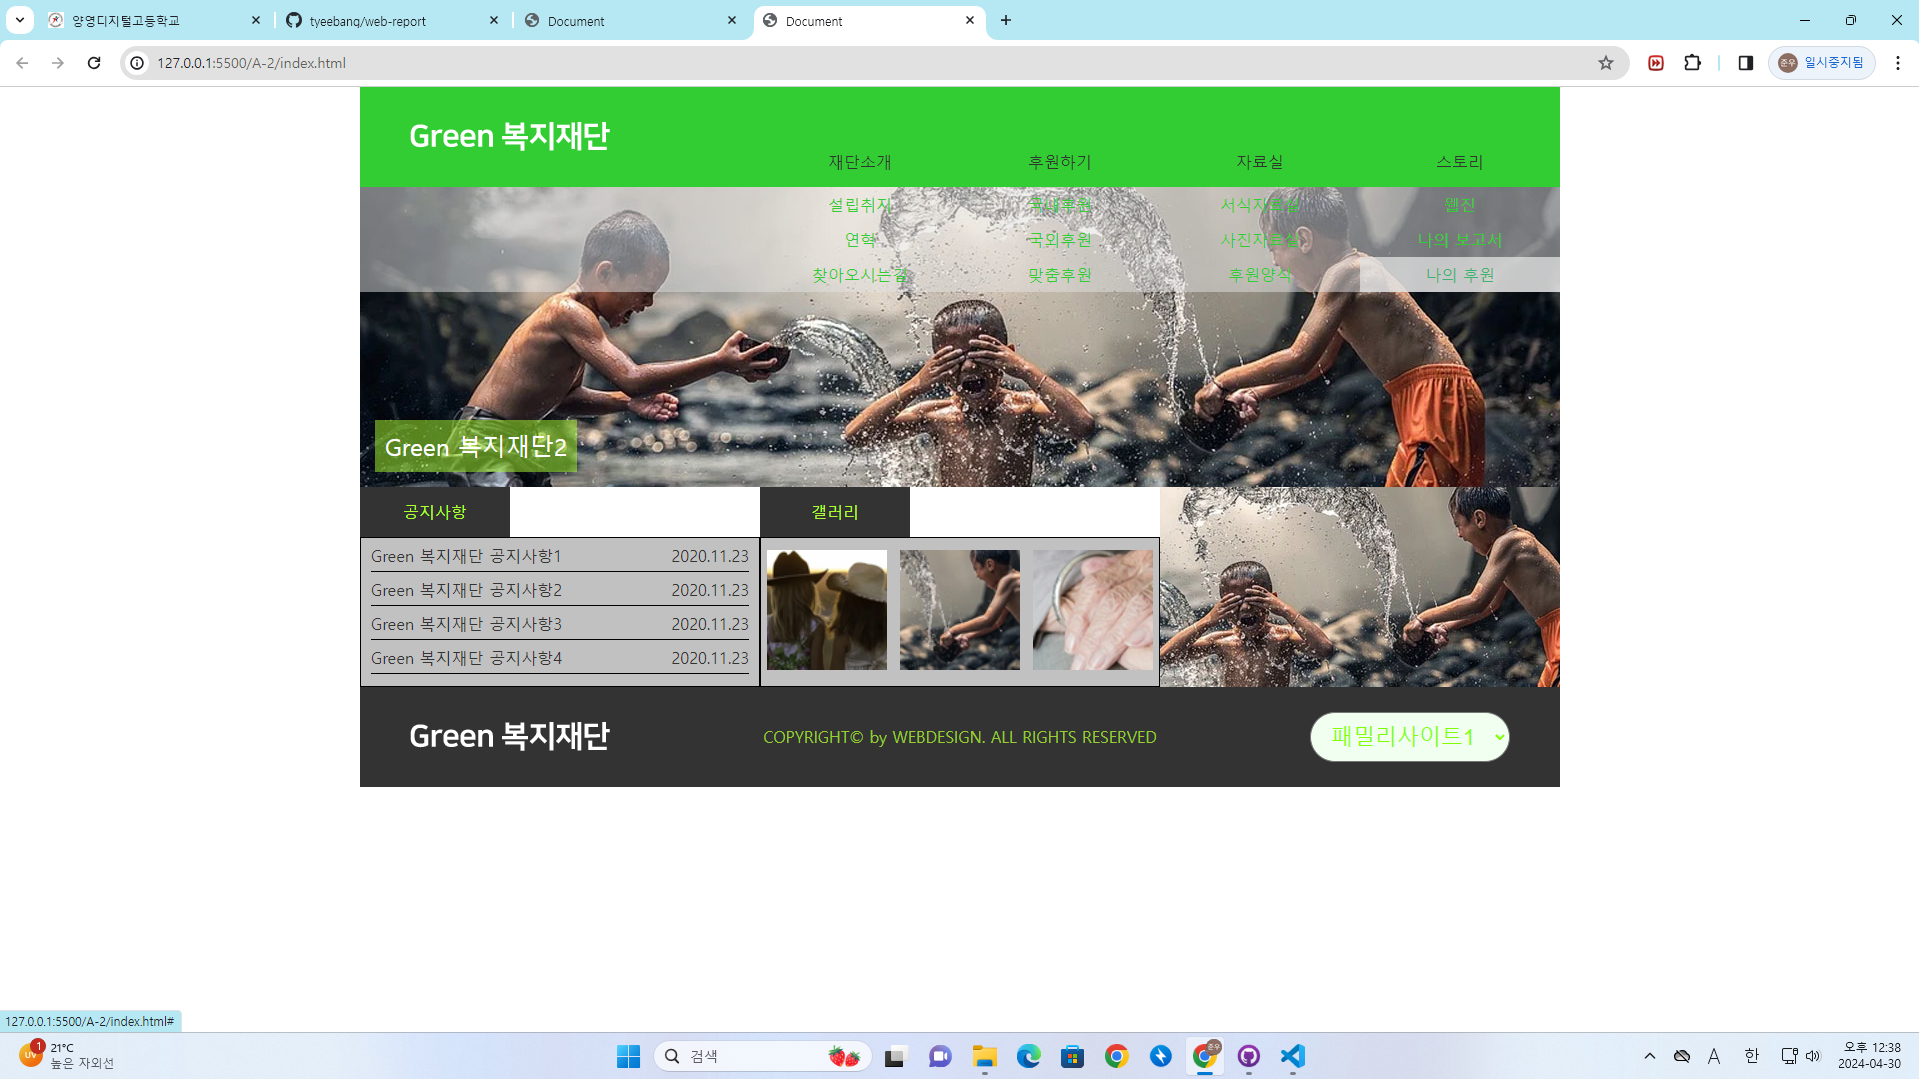 양영디지털고등학교
tyeebang/web-report
Document
Document
127.0.0.1:5500/A-2/index.html
준우 일시중지됨
Green 복지재단
재단소개 후원하기 자료실 스토리
설립취지 국내후원 서식자료실 웹진
연혁 국외후원 사진자료실 나의 보고서
찾아오시는길 맞춤후원 후원양식 나의 후원
Green 복지재단2
공지사항 갤러리
Green 복지재단 공지사항1 2020.11.23
Green 복지재단 공지사항2 2020.11.23
Green 복지재단 공지사항3 2020.11.23
Green 복지재단 공지사항4 2020.11.23
Green 복지재단
COPYRIGHT© by WEBDESIGN. ALL RIGHTS RESERVED
패밀리사이트1
127.0.0.1:5500/A-2/index.html#
UV 1 21°C
높은 자외선
검색
준우
A 한
오후 12:38
2024-04-30